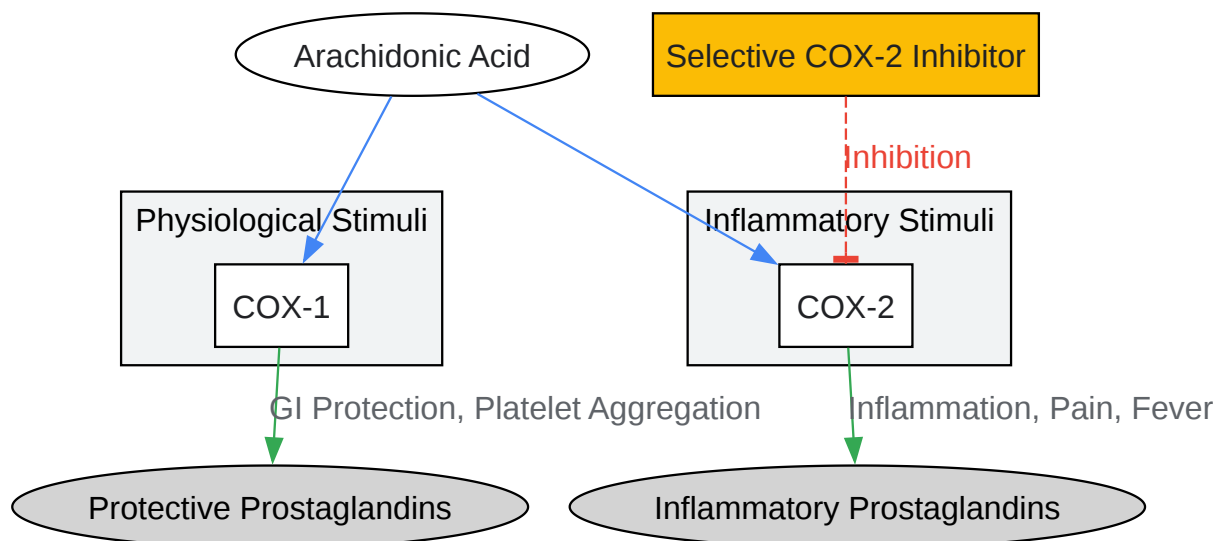 Arachidonic Acid
Selective COX-2 Inhibitor
Inhibition
Physiological Stimuli
Inflammatory Stimuli
COX-1
COX-2
GI Protection, Platelet Aggregation
Inflammation, Pain, Fever
Protective Prostaglandins
Inflammatory Prostaglandins